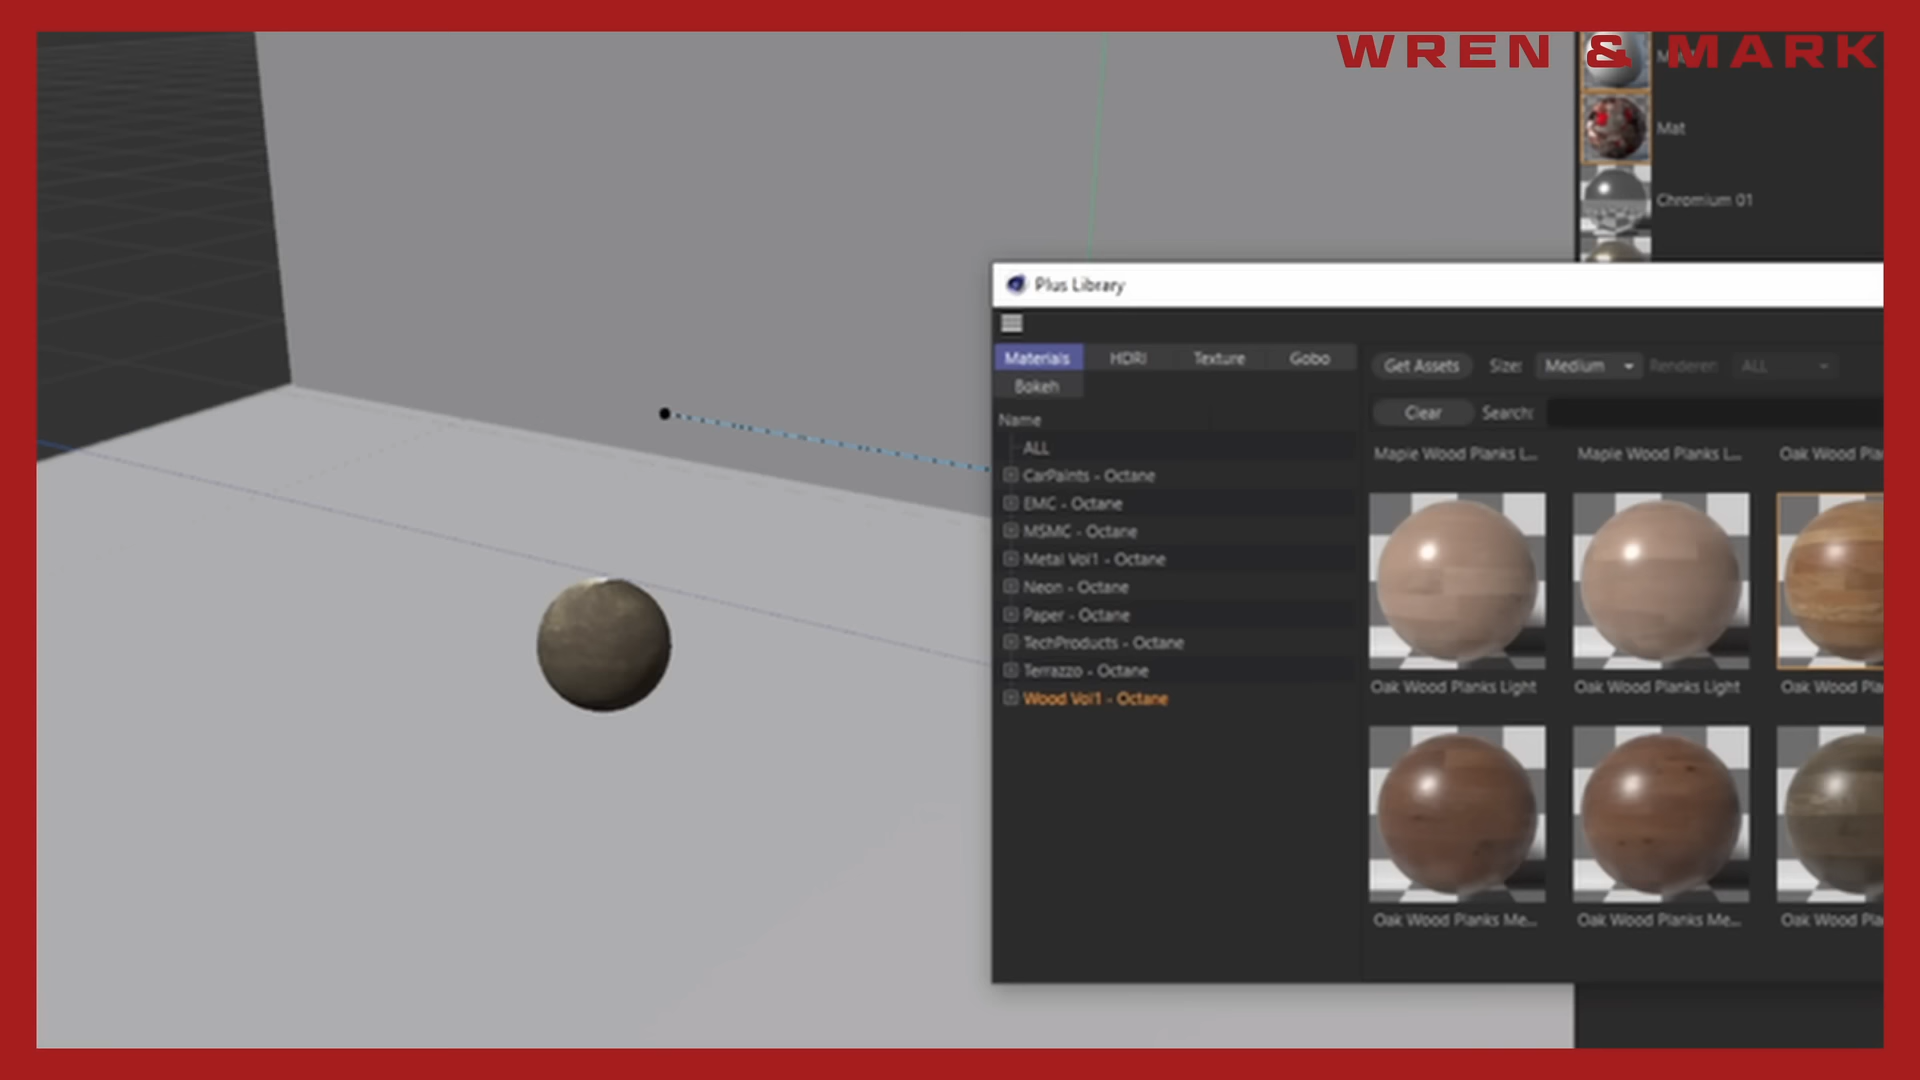 WREN & MARK
Mat
Chromium 01
Plus Library
Materials HDRI Texture Gobo
Bokeh
Get Assets Size: Medium Renderer: ALL
Clear Search:
Name
ALL
CarPaints - Octane
EMC - Octane
MSMC - Octane
Metal Vol1 - Octane
Neon - Octane
Paper - Octane
TechProducts - Octane
Terrazzo - Octane
Wood Vol1 - Octane
Maple Wood Planks L... Maple Wood Planks L... Oak Wood Pla
Oak Wood Planks Light Oak Wood Planks Light Oak Wood Pla
Oak Wood Planks Me... Oak Wood Planks Me... Oak Wood Pla